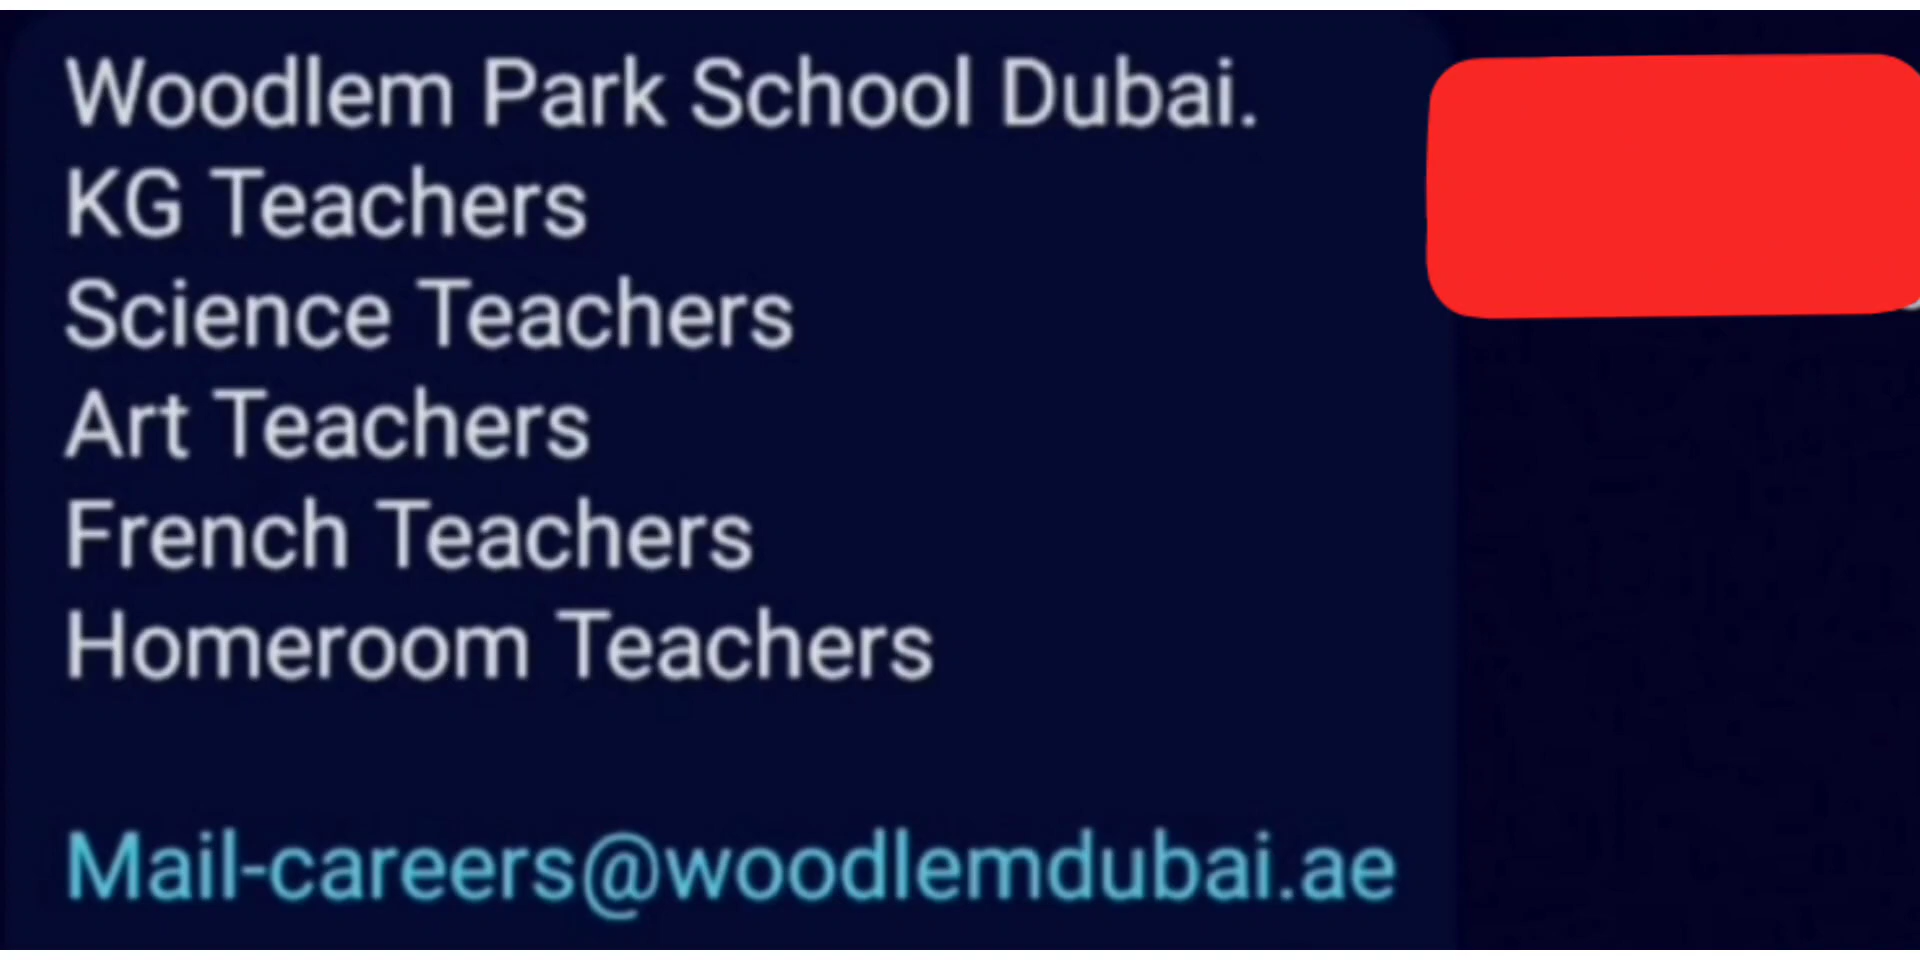 Woodlem Park School Dubai.
KG Teachers
Science Teachers
Art Teachers
French Teachers
Homeroom Teachers
Mail-careers@woodlemdubai.ae